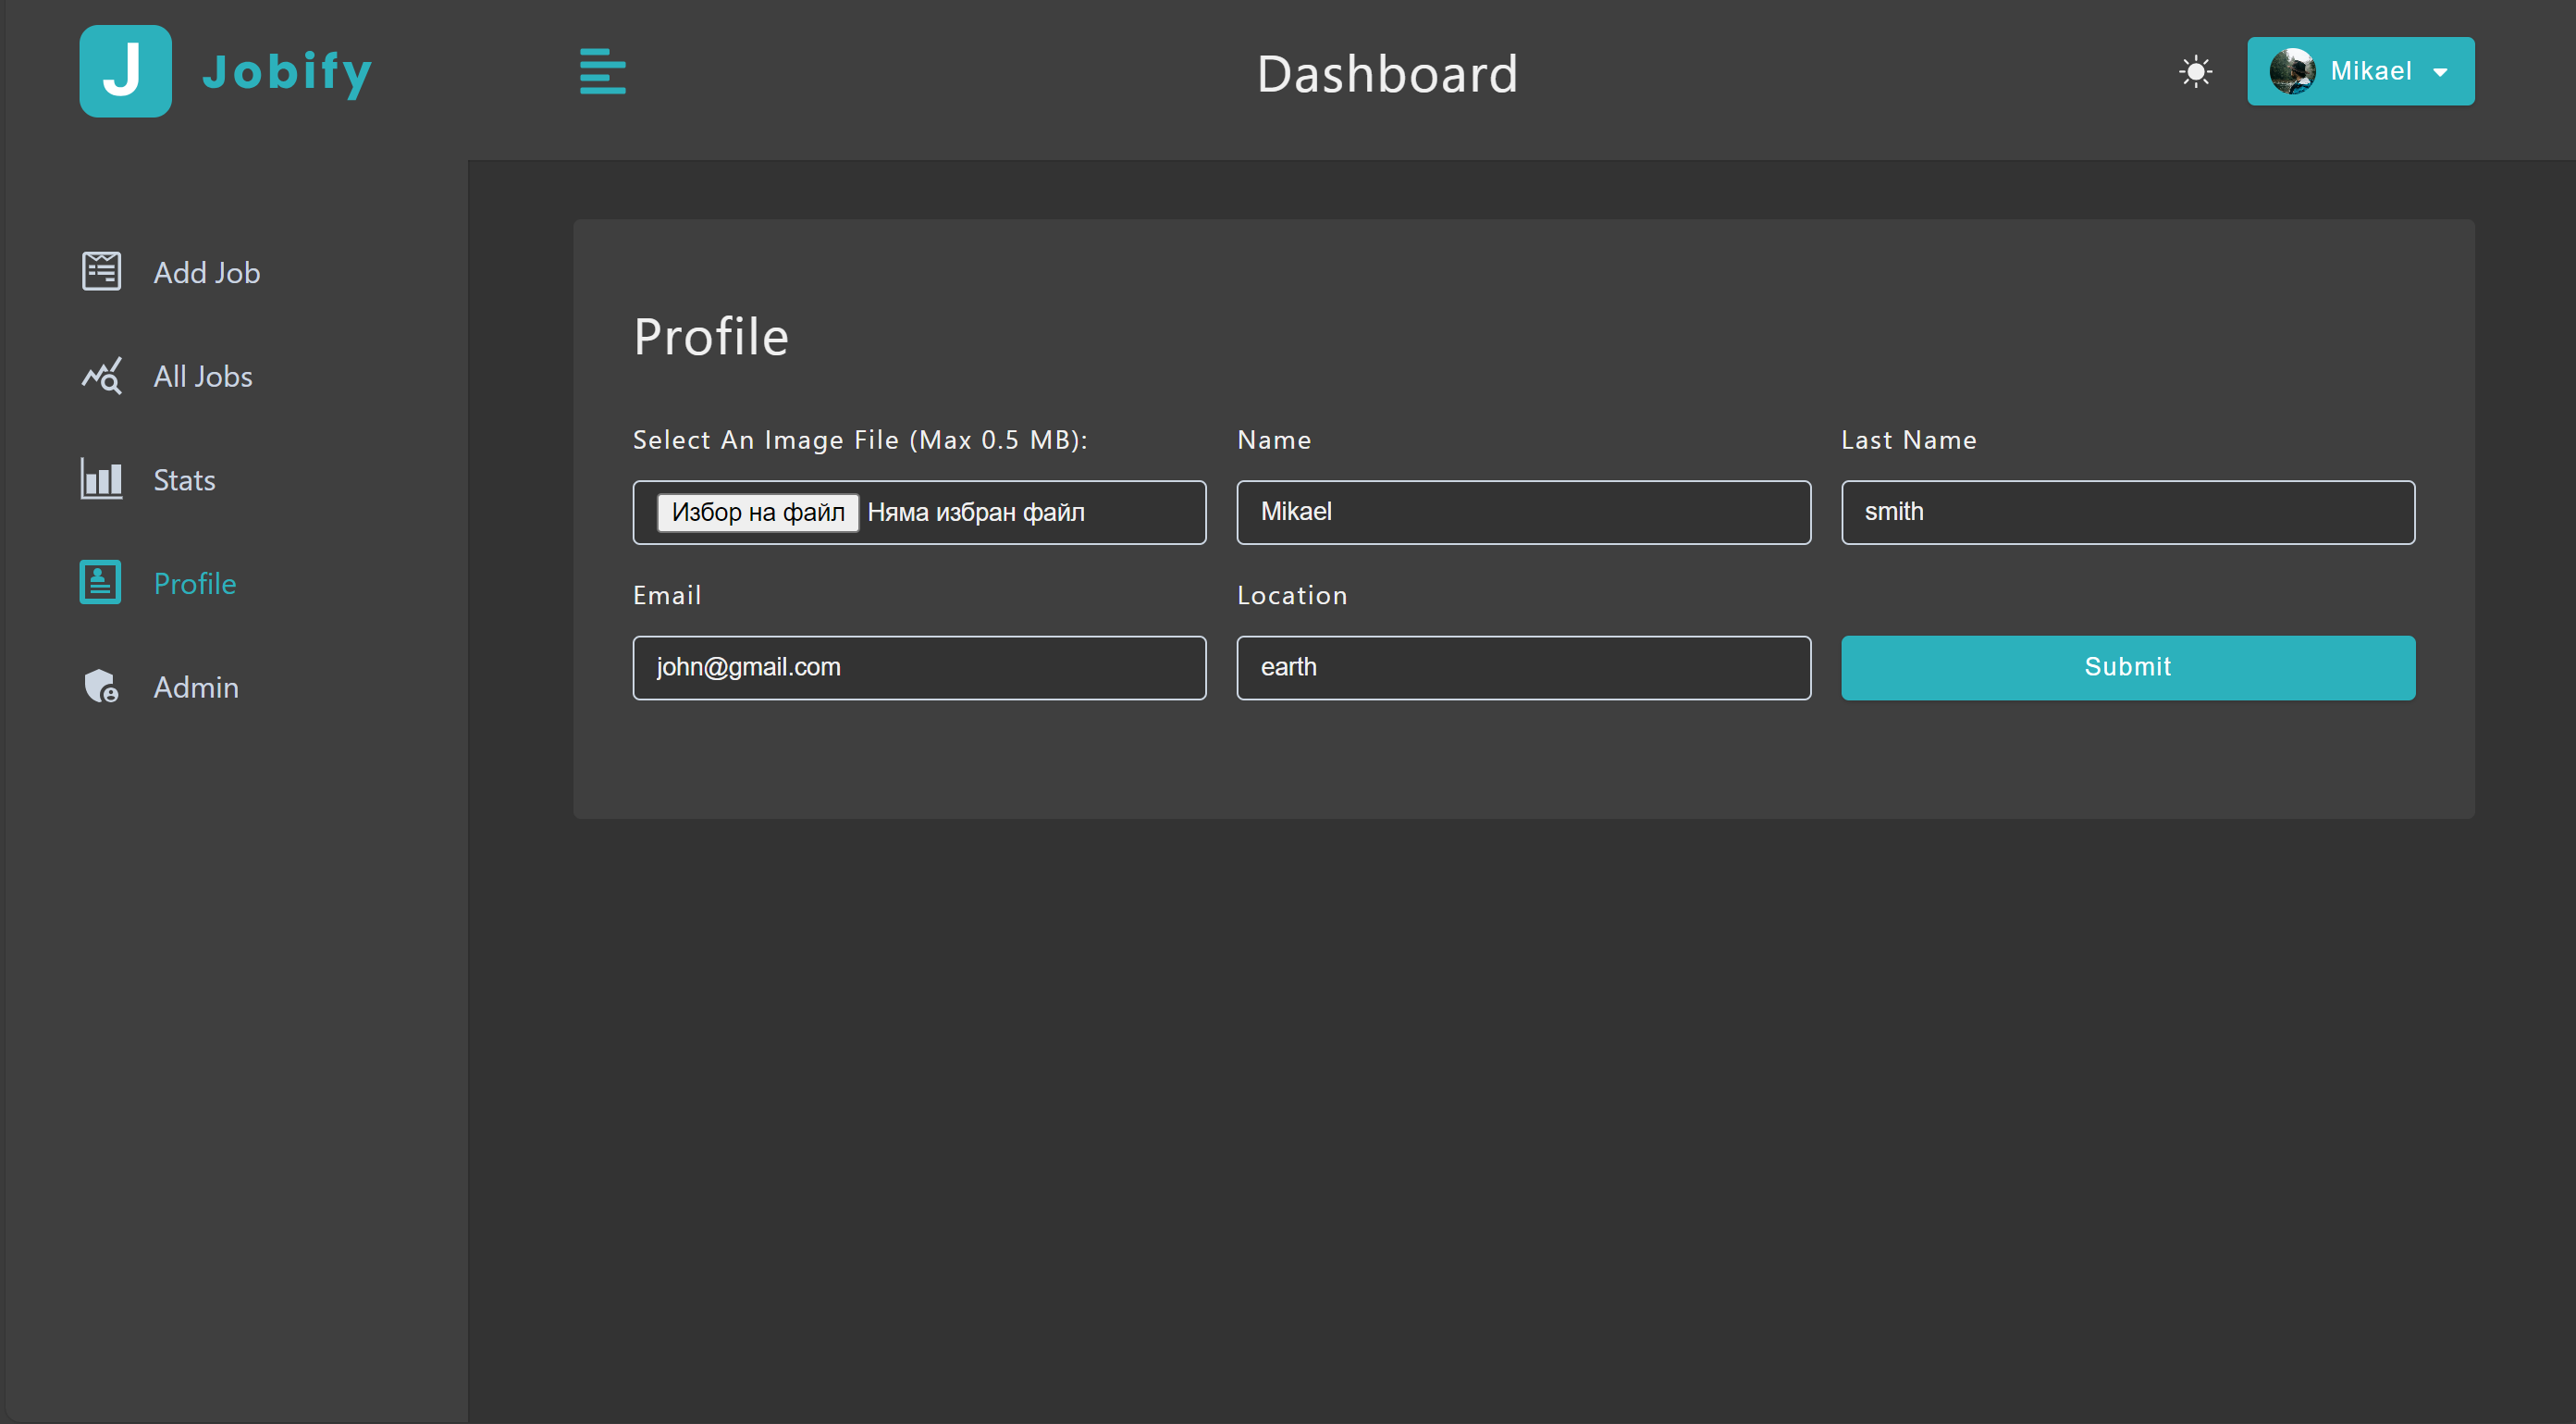 J Jobify
Dashboard
Mikael
Add Job
All Jobs
Stats
Profile
Admin
Profile
Select An Image File (Max 0.5 MB):
Избор на файл Няма избран файл
Name
Mikael
Last Name
smith
Email
john@gmail.com
Location
earth
Submit